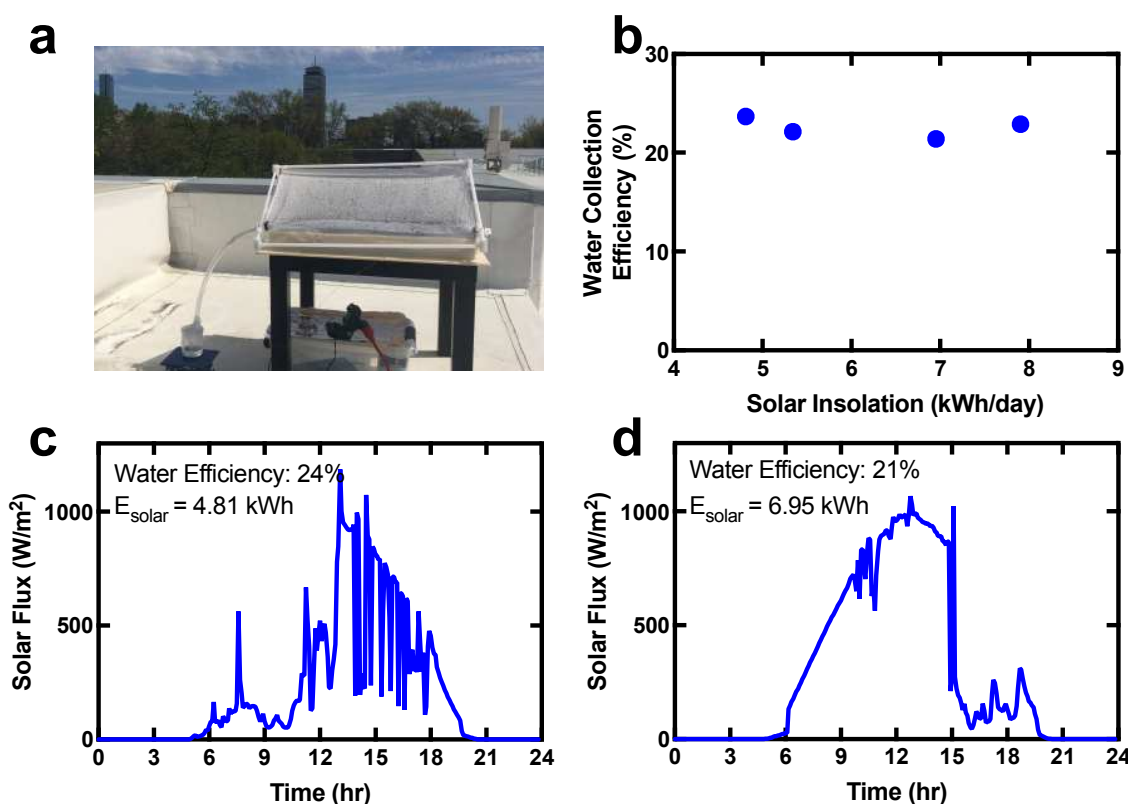 a
b
30
20
10
0
Water Collection
Efficiency (%)
4 5 6 7 8 9
Solar Insolation (kWh/day)
c
Water Efficiency: 24%
E_solar = 4.81 kWh
1000
500
0
Solar Flux (W/m²)
0 3 6 9 12 15 18 21 24
Time (hr)
d
Water Efficiency: 21%
E_solar = 6.95 kWh
1000
500
0
Solar Flux (W/m²)
0 3 6 9 12 15 18 21 24
Time (hr)